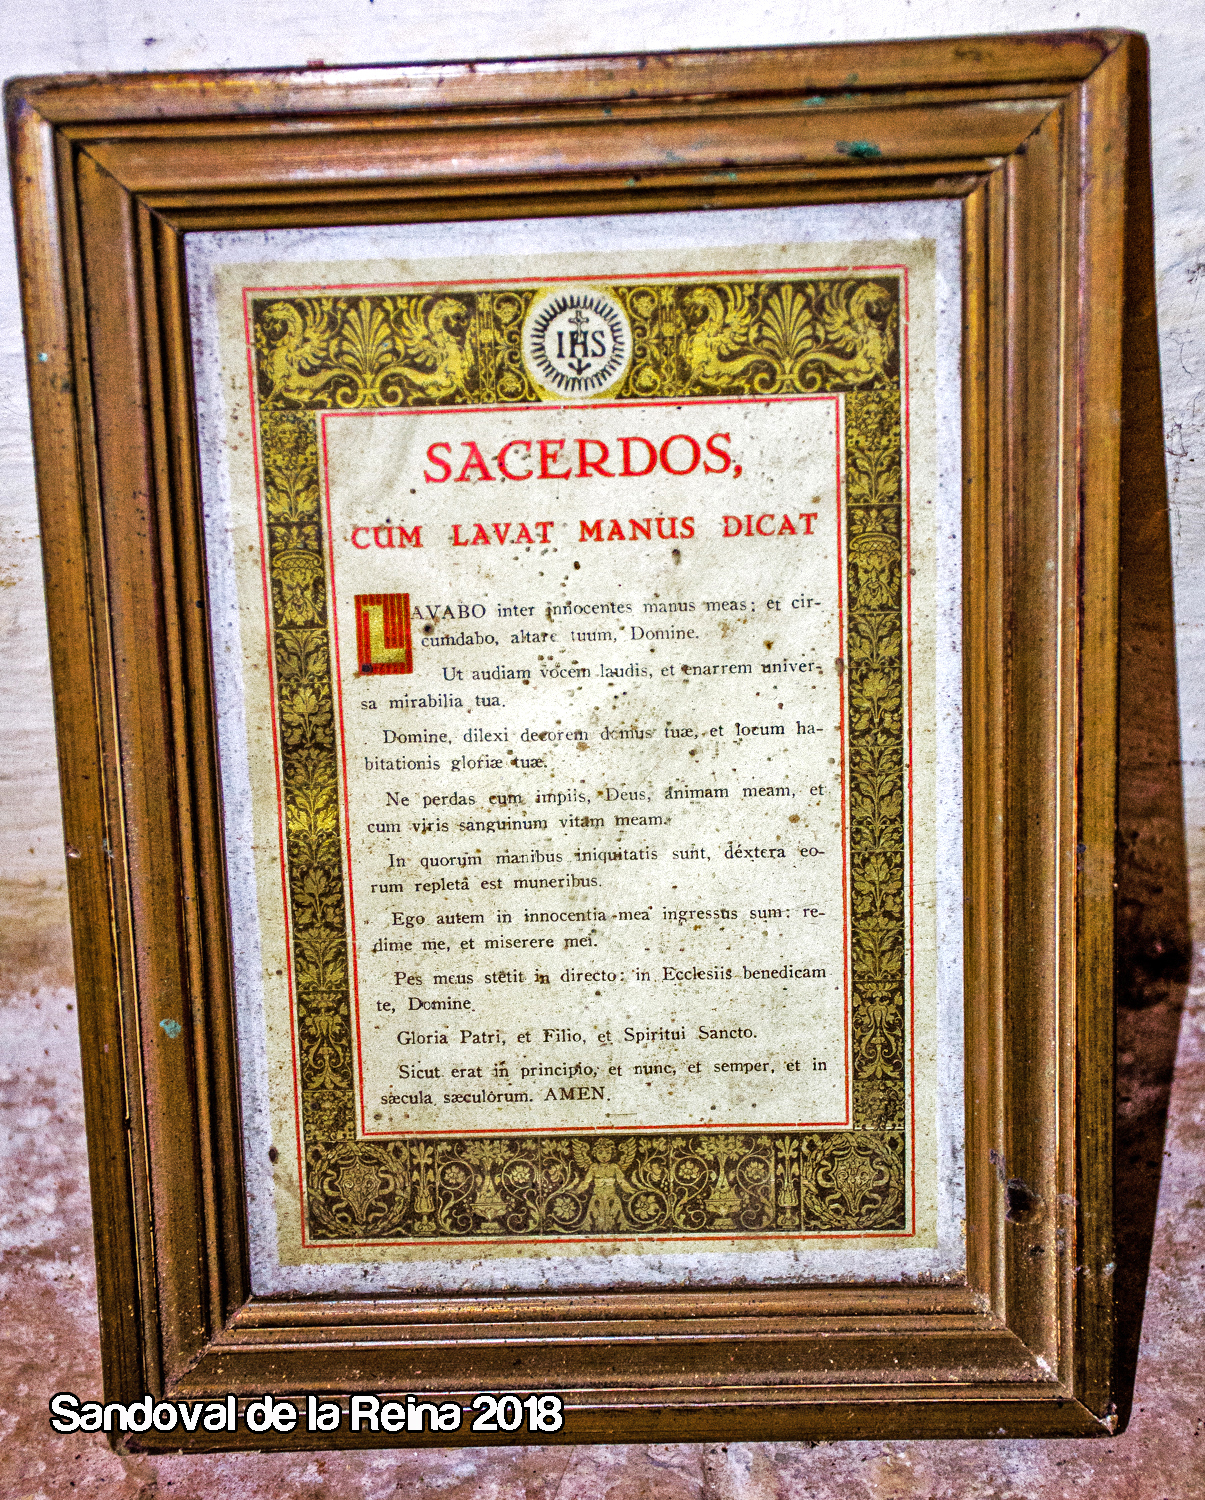 IHS
SACERDOS,
CUM LAVAT MANUS DICAT
LAVABO inter innocentes manus meas; et cir-
cumdabo, altare tuum, Domine.
Ut audiam vocem laudis, et enarrem univer-
sa mirabilia tua.
Domine, dilexi decorem domus tuæ, et locum ha-
bitationis gloriæ tuæ.
Ne perdas cum impiis, Deus, animam meam, et
cum viris sanguinum vitam meam.
In quorum manibus iniquitatis sunt, déxtera eo-
rum repleta est muneribus.
Ego autem in innocentia mea ingressus sum: re-
dime me, et miserere mei.
Pes meus stetit in directo: in Ecclesiis benedicam
te, Domine.
Gloria Patri, et Filio, et Spiritui Sancto.
Sicut erat in principio, et nunc, et semper, et in
sæcula sæculórum. AMEN.
Sandoval de la Reina 2018